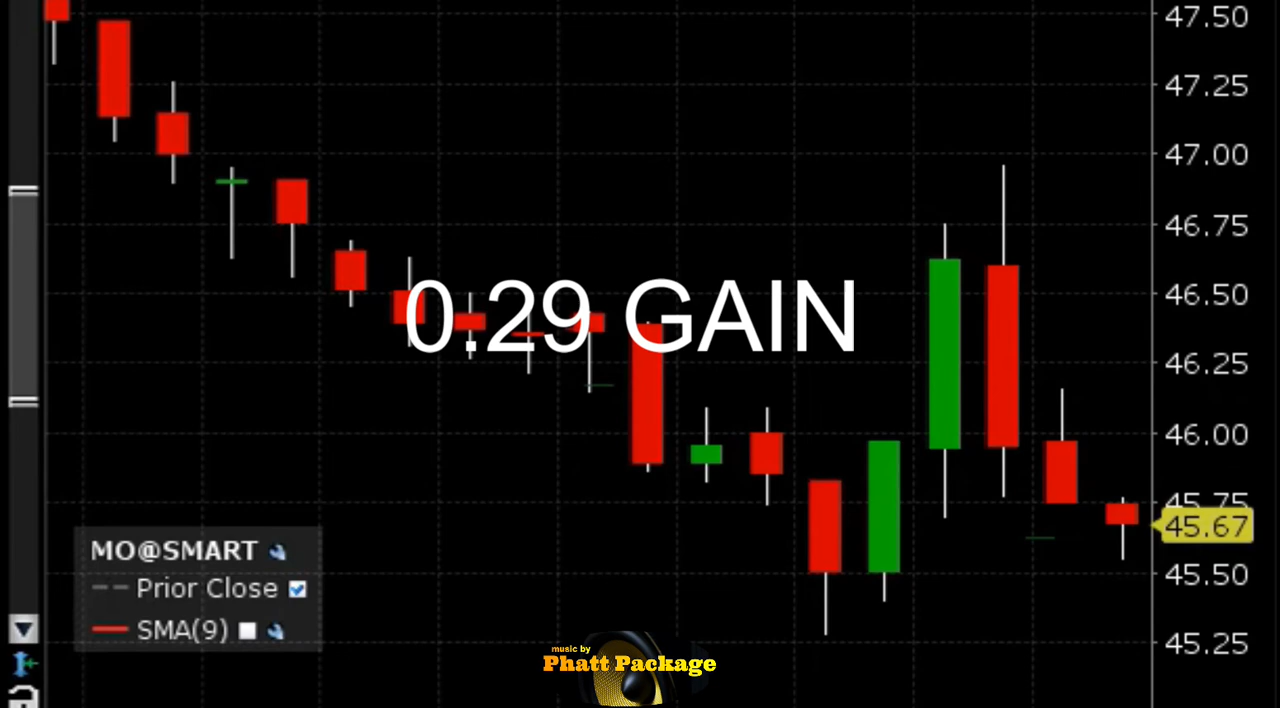 47.50
47.25
47.00
46.75
46.50
0.29 GAIN
46.25
46.00
45.75
45.67
MO@SMART
45.50
Prior Close
SMA(9)
45.25
music by
Phatt Package